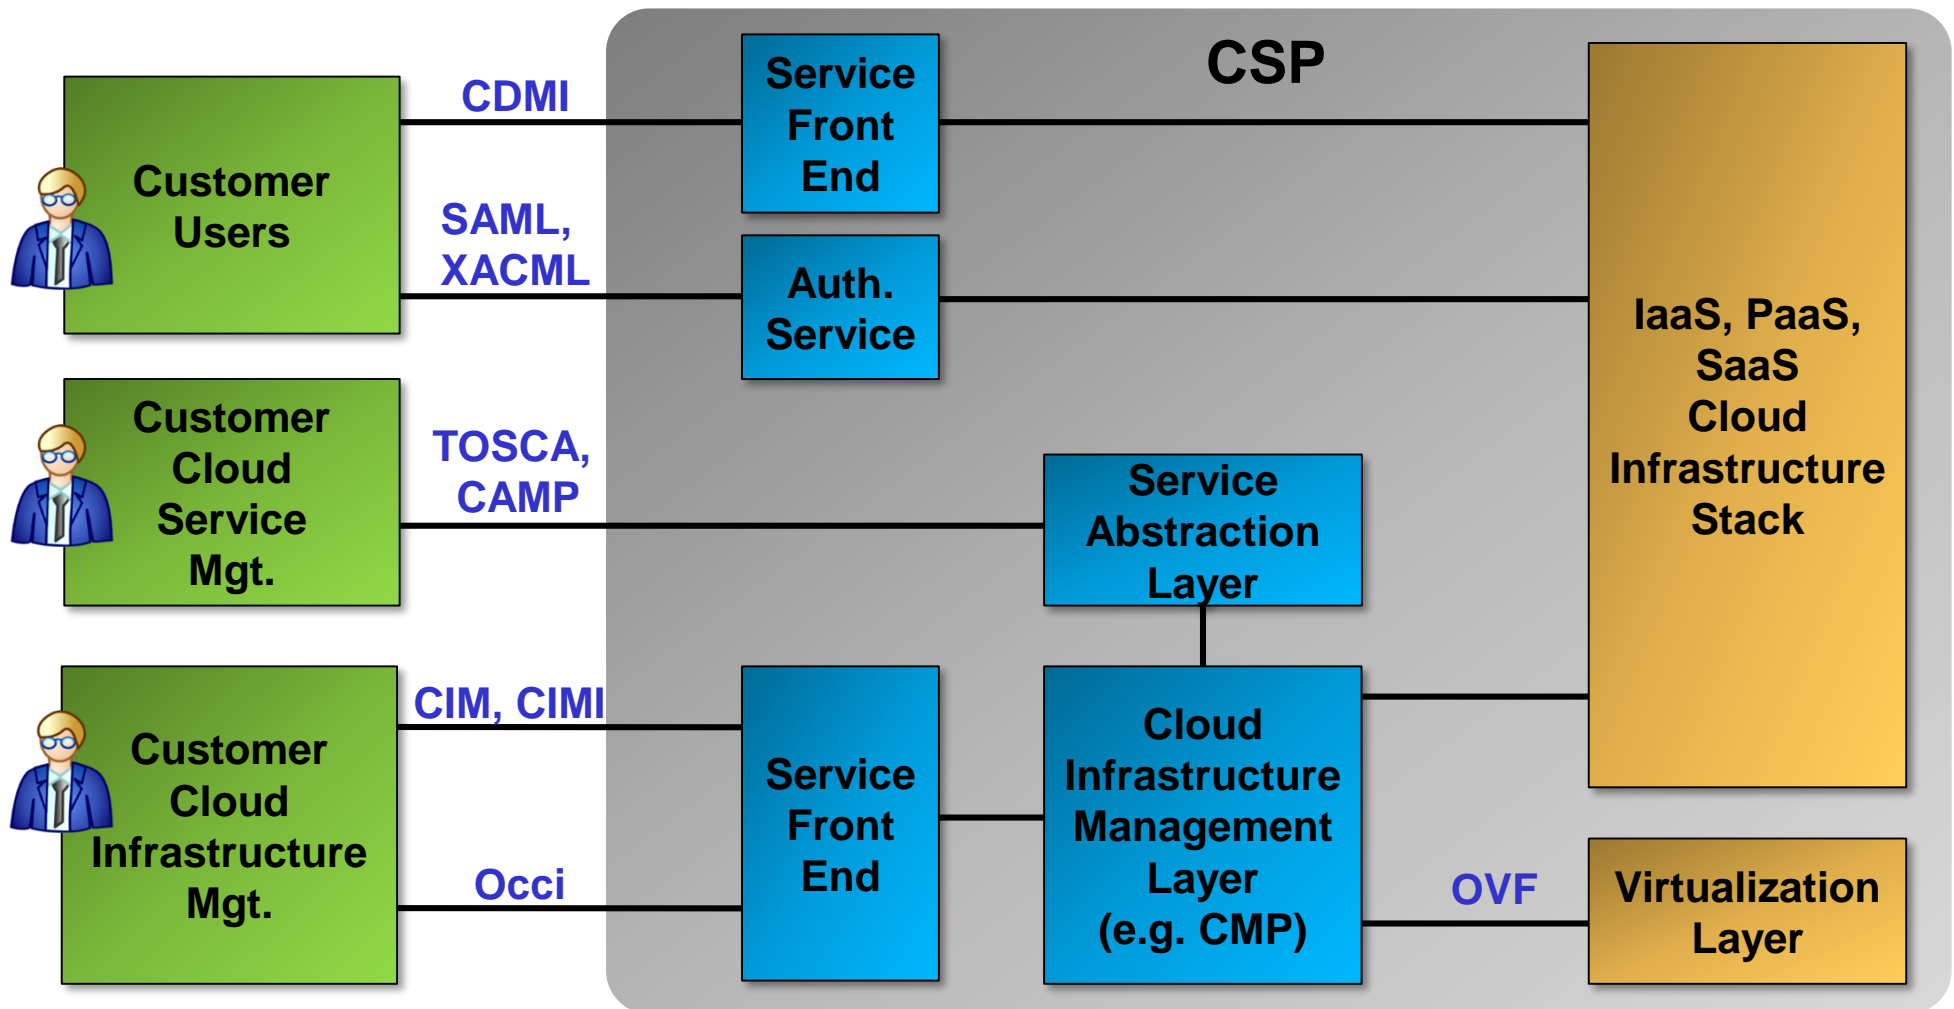 CSP
Customer
Users
CDMI
SAML,
XACML
Service
Front
End
Auth.
Service
IaaS, PaaS,
SaaS
Cloud
Infrastructure
Stack
Customer
Cloud
Service
Mgt.
TOSCA,
CAMP
Service
Abstraction
Layer
Customer
Cloud
Infrastructure
Mgt.
CIM, CIMI
Occi
Service
Front
End
Cloud
Infrastructure
Management
Layer
(e.g. CMP)
OVF
Virtualization
Layer